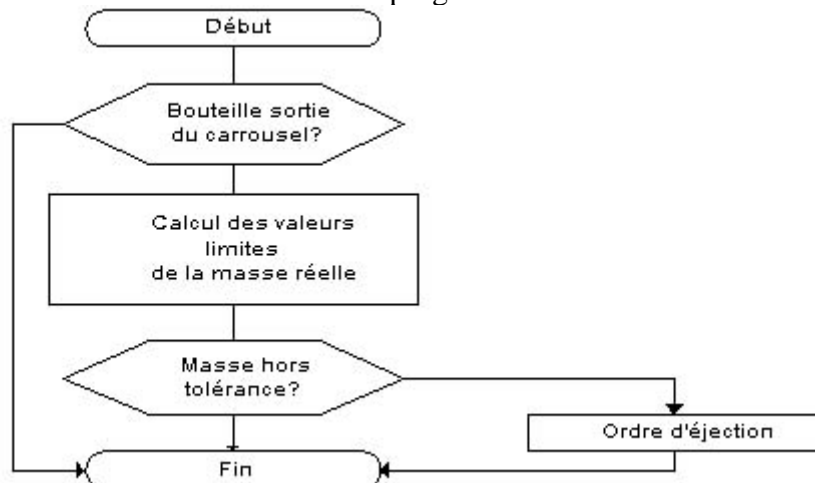 Début
Bouteille sortie
du carrousel?
Calcul des valeurs
limites
de la masse réelle
Masse hors
tolérance?
Ordre d'éjection
Fin